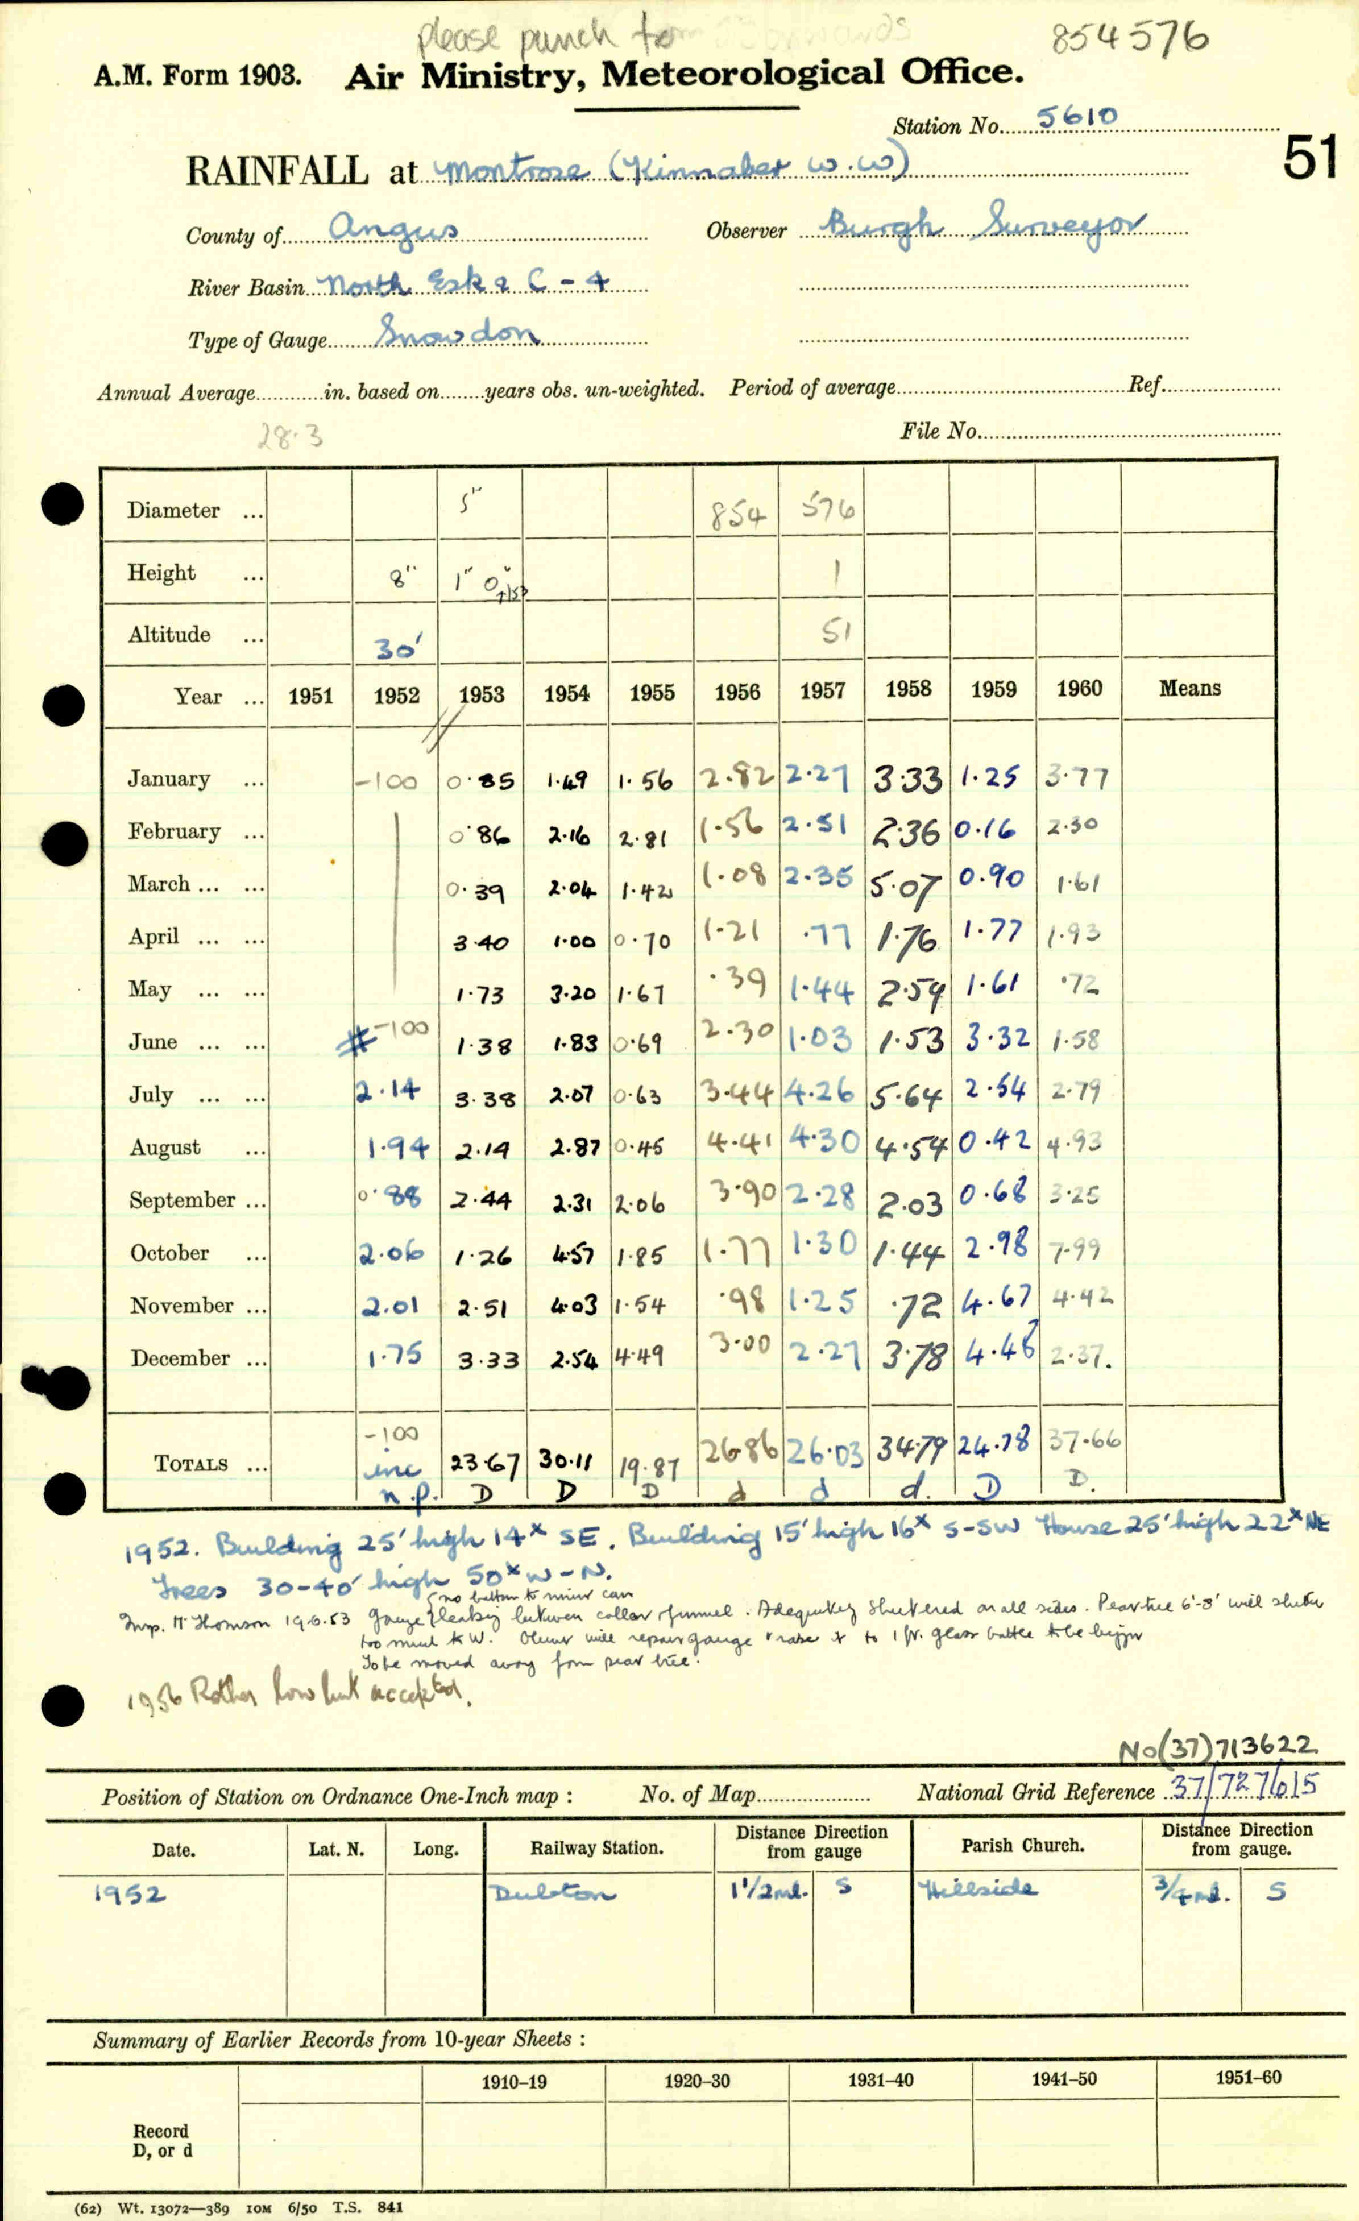 please punch
854576
A.M. Form 1903. Air Ministry, Meteorological Office.
Station No. 5610
51
RAINFALL at Montrose (Kinnaber W.W)
County of Angus Observer Burgh Surveyor
River Basin North Esk & C - 4
Type of Gauge Snowdon
Annual Average in. based on years obs. un-weighted. Period of average Ref.
28.3
File No.
Diameter ... 5" 854 576
Height ... 8" 1" 0" 1
Altitude ... 30' 51
Year ... 1951 1952 1953 1954 1955 1956 1957 1958 1959 1960 Means
January ... -100 0.85 1.49 1.56 2.82 2.27 3.33 1.25 3.77
February ... 0.86 2.16 2.81 1.56 2.51 2.36 0.16 2.30
March ... ... 0.39 2.04 1.42 1.08 2.35 5.07 0.90 1.61
April ... ... 3.40 1.00 0.70 1.21 .77 1.76 1.77 1.93
May ... ... 1.73 3.20 1.67 .39 1.44 2.59 1.61 .72
June ... ... # -100 1.38 1.83 0.69 2.30 1.03 1.53 3.32 1.58
July ... ... 2.14 3.38 2.07 0.63 3.44 4.26 5.64 2.54 2.79
August ... 1.94 2.14 2.87 0.45 4.41 4.30 4.54 0.42 4.93
September ... 0.88 2.44 2.31 2.06 3.90 2.28 2.03 0.68 3.25
October ... 2.06 1.26 4.57 1.85 1.77 1.30 1.44 2.98 7.99
November ... 2.01 2.51 4.03 1.54 .98 1.25 .72 4.67 4.42
December ... 1.75 3.33 2.54 4.49 3.00 2.27 3.78 4.48 2.37.
-100
TOTALS ... inc 23.67 30.11 19.87 26.86 26.03 34.79 24.78 37.66
n.p. D D D d d d. D D.
1952. Building 25' high 14x SE. Building 15' high 16x S-SW House 25' high 22x NE
Trees 30-40' high 50x W-N.
no bottom to inner can
Insp. Thomson 19.6.53 gauge leaking between collar & funnel. Adequately sheltered on all sides. Pear tree 6'-8' will shelter
too much to W. Observer will repair gauge & raise it to 1 ft. glass bottle to be
To be moved away from pear tree.
1956 Rather low but accepted.
No (37) 713622
Position of Station on Ordnance One-Inch map : No. of Map National Grid Reference 37/727615
Date. Lat. N. Long. Railway Station. Distance Direction from gauge Parish Church. Distance Direction from gauge.
1952 Dubton 1 1/2 ml. S Hillside 3/4 ml. S
Summary of Earlier Records from 10-year Sheets :
1910–19 1920–30 1931–40 1941–50 1951–60
Record
D, or d
(62) Wt. 13072—389 10M 6/50 T.S. 841